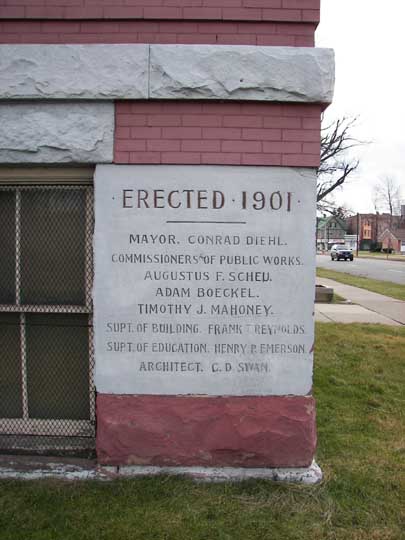 · ERECTED · 1901 ·
MAYOR. CONRAD DIEHL.
COMMISSIONERS OF PUBLIC WORKS.
AUGUSTUS F. SCHEU.
ADAM BOECKEL.
TIMOTHY J. MAHONEY.
SUPT. OF BUILDING. FRANK T. REYNOLDS.
SUPT. OF EDUCATION. HENRY P. EMERSON.
ARCHITECT. C. D. SWAN.